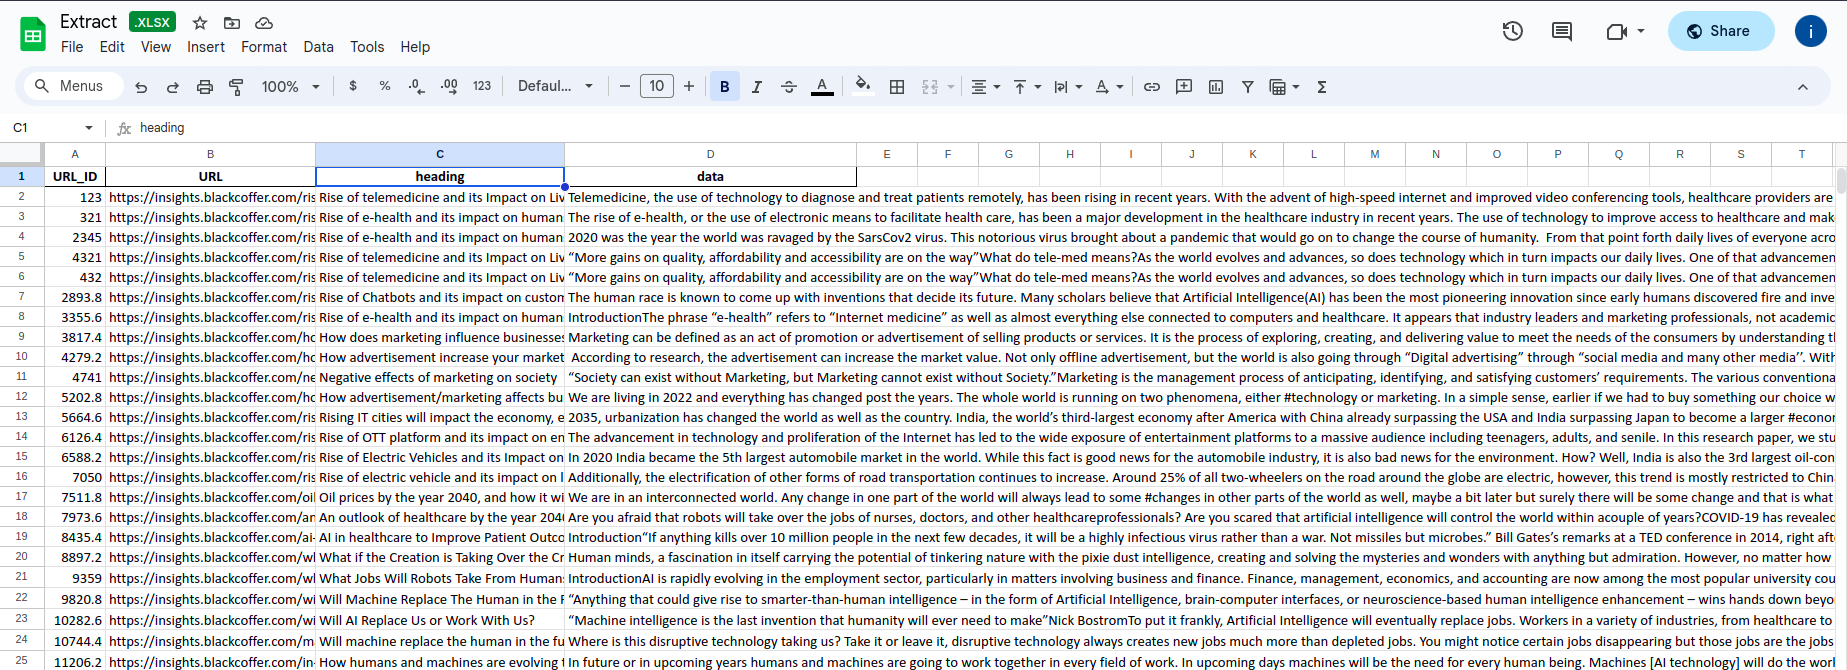 Extract .XLSX
File Edit View Insert Format Data Tools Help
Share
i
Menus 100% $ % .0 .00 123 Defaul... − 10 + B I A Σ
C1 fx heading
A B C D E F G H I J K L M N O P Q R S T
1 URL_ID URL heading data
2 123 https://insights.blackoffer.com/ris Rise of telemedicine and its Impact on Liv Telemedicine, the use of technology to diagnose and treat patients remotely, has been rising in recent years. With the advent of high-speed internet and improved video conferencing tools, healthcare providers are
3 321 https://insights.blackcoffer.com/ris Rise of e-health and its impact on human The rise of e-health, or the use of electronic means to facilitate health care, has been a major development in the healthcare industry in recent years. The use of technology to improve access to healthcare and mak
4 2345 https://insights.blackcoffer.com/ris Rise of e-health and its impact on human 2020 was the year the world was ravaged by the SarsCov2 virus. This notorious virus brought about a pandemic that would go on to change the course of humanity.  From that point forth daily lives of everyone acro
5 4321 https://insights.blackcoffer.com/ris Rise of telemedicine and its Impact on Liv “More gains on quality, affordability and accessibility are on the way”What do tele-med means?As the world evolves and advances, so does technology which in turn impacts our daily lives. One of that advancemen
6 432 https://insights.blackcoffer.com/ris Rise of telemedicine and its Impact on Liv “More gains on quality, affordability and accessibility are on the way”What do tele-med means?As the world evolves and advances, so does technology which in turn impacts our daily lives. One of that advancemen
7 2893.8 https://insights.blackcoffer.com/ris Rise of Chatbots and its impact on custon The human race is known to come up with inventions that decide its future. Many scholars believe that Artificial Intelligence(AI) has been the most pioneering innovation since early humans discovered fire and inve
8 3355.6 https://insights.blackcoffer.com/ris Rise of e-health and its impact on human IntroductionThe phrase “e-health” refers to “Internet medicine” as well as almost everything else connected to computers and healthcare. It appears that industry leaders and marketing professionals, not academic
9 3817.4 https://insights.blackcoffer.com/hc How does marketing influence businesse: Marketing can be defined as an act of promotion or advertisement of selling products or services. It is the process of exploring, creating, and delivering value to meet the needs of the consumers by understanding tl
10 4279.2 https://insights.blackcoffer.com/hc How advertisement increase your market According to research, the advertisement can increase the market value. Not only offline advertisement, but the world is also going through “Digital advertising” through “social media and many other media’’. With
11 4741 https://insights.blackcoffer.com/ne Negative effects of marketing on society “Society can exist without Marketing, but Marketing cannot exist without Society.”Marketing is the management process of anticipating, identifying, and satisfying customers’ requirements. The various conventiona
12 5202.8 https://insights.blackcoffer.com/hc How advertisement/marketing affects bu We are living in 2022 and everything has changed post the years. The whole world is running on two phenomena, either #technology or marketing. In a simple sense, earlier if we had to buy something our choice w
13 5664.6 https://insights.blackcoffer.com/ris Rising IT cities will impact the economy, e 2035, urbanization has changed the world as well as the country. India, the world’s third-largest economy after America with China already surpassing the USA and India surpassing Japan to become a larger #econor
14 6126.4 https://insights.blackcoffer.com/ris Rise of OTT platform and its impact on en The advancement in technology and proliferation of the Internet has led to the wide exposure of entertainment platforms to a massive audience including teenagers, adults, and senile. In this research paper, we stu
15 6588.2 https://insights.blackcoffer.com/ris Rise of Electric Vehicles and its Impact on In 2020 India became the 5th largest automobile market in the world. While this fact is good news for the automobile industry, it is also bad news for the environment. How? Well, India is also the 3rd largest oil-con
16 7050 https://insights.blackcoffer.com/ris Rise of electric vehicle and its impact on l Additionally, the electrification of other forms of road transportation continues to increase. Around 25% of all two-wheelers on the road around the globe are electric, however, this trend is mostly restricted to Chin
17 7511.8 https://insights.blackcoffer.com/oil Oil prices by the year 2040, and how it wi We are in an interconnected world. Any change in one part of the world will always lead to some #changes in other parts of the world as well, maybe a bit later but surely there will be some change and that is what
18 7973.6 https://insights.blackcoffer.com/an An outlook of healthcare by the year 204( Are you afraid that robots will take over the jobs of nurses, doctors, and other healthcareprofessionals? Are you scared that artificial intelligence will control the world within acouple of years?COVID-19 has revealed
19 8435.4 https://insights.blackcoffer.com/ai- AI in healthcare to Improve Patient Outco Introduction“If anything kills over 10 million people in the next few decades, it will be a highly infectious virus rather than a war. Not missiles but microbes.” Bill Gates’s remarks at a TED conference in 2014, right aft
20 8897.2 https://insights.blackcoffer.com/wl What if the Creation is Taking Over the Cr Human minds, a fascination in itself carrying the potential of tinkering nature with the pixie dust intelligence, creating and solving the mysteries and wonders with anything but admiration. However, no matter how
21 9359 https://insights.blackcoffer.com/wl What Jobs Will Robots Take From Human: IntroductionAI is rapidly evolving in the employment sector, particularly in matters involving business and finance. Finance, management, economics, and accounting are now among the most popular university cou
22 9820.8 https://insights.blackcoffer.com/wi Will Machine Replace The Human in the F “Anything that could give rise to smarter-than-human intelligence – in the form of Artificial Intelligence, brain-computer interfaces, or neuroscience-based human intelligence enhancement – wins hands down beyo
23 10282.6 https://insights.blackcoffer.com/wi Will AI Replace Us or Work With Us? “Machine intelligence is the last invention that humanity will ever need to make”Nick BostromTo put it frankly, Artificial Intelligence will eventually replace jobs. Workers in a variety of industries, from healthcare to
24 10744.4 https://insights.blackcoffer.com/m Will machine replace the human in the fu Where is this disruptive technology taking us? Take it or leave it, disruptive technology always creates new jobs much more than depleted jobs. You might notice certain jobs disappearing but those jobs are the jobs
25 11206.2 https://insights.blackcoffer.com/in- How humans and machines are evolving t In future or in upcoming years humans and machines are going to work together in every field of work. In upcoming days machines will be the need for every human being. Machines [AI technology] will do the wor